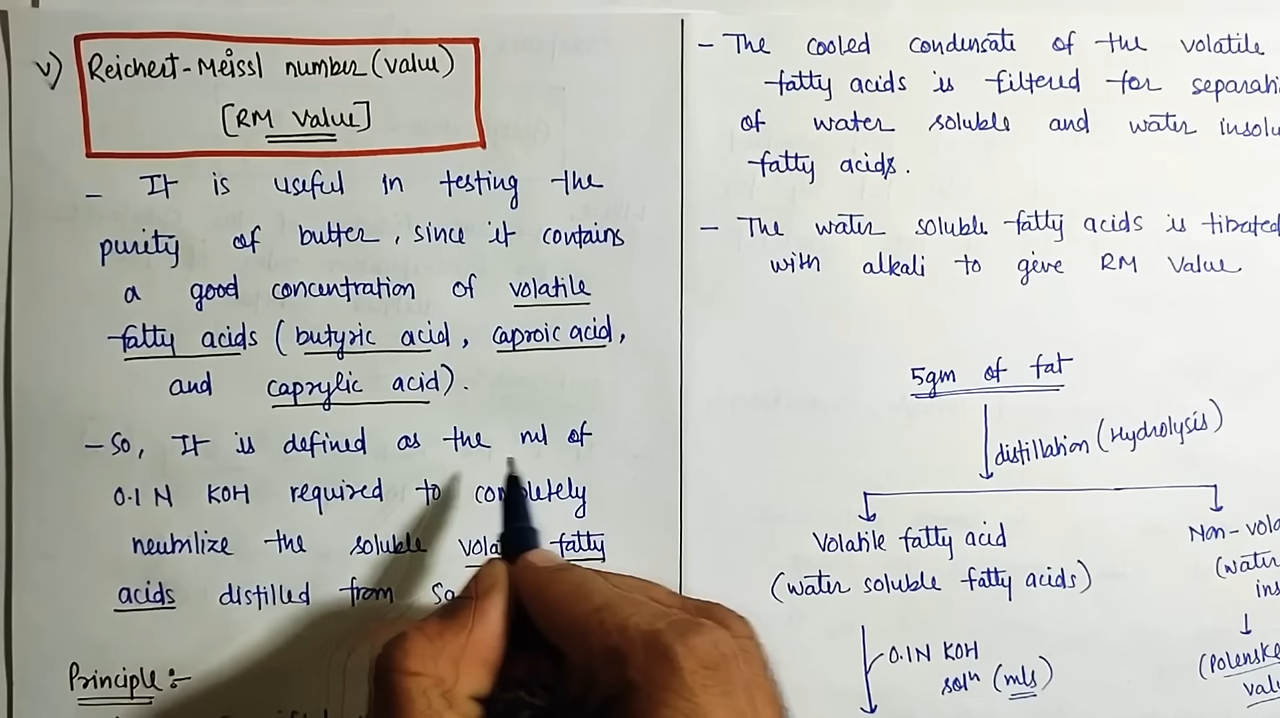 v) Reichert-Meissl number (value)
[RM value]
- It is useful in testing the
purity of butter, since it contains
a good concentration of volatile
fatty acids (butyric acid, caproic acid,
and caprylic acid).
- So, It is defined as the ml of
0.1 N KOH required to completely
neutrilize the soluble fatty
acids distilled from
Principle:-
- The cooled condensate of the volatile
fatty acids is filtered for
of water soluble and water
fatty acids.
- The water soluble fatty acids is titrated
with alkali to give RM Value
5gm of fat
distillation (Hydrolysis)
Volatile fatty acid
(water soluble fatty acids)
Non-
(water
0.1N KOH
solⁿ (mls)
(Polenske